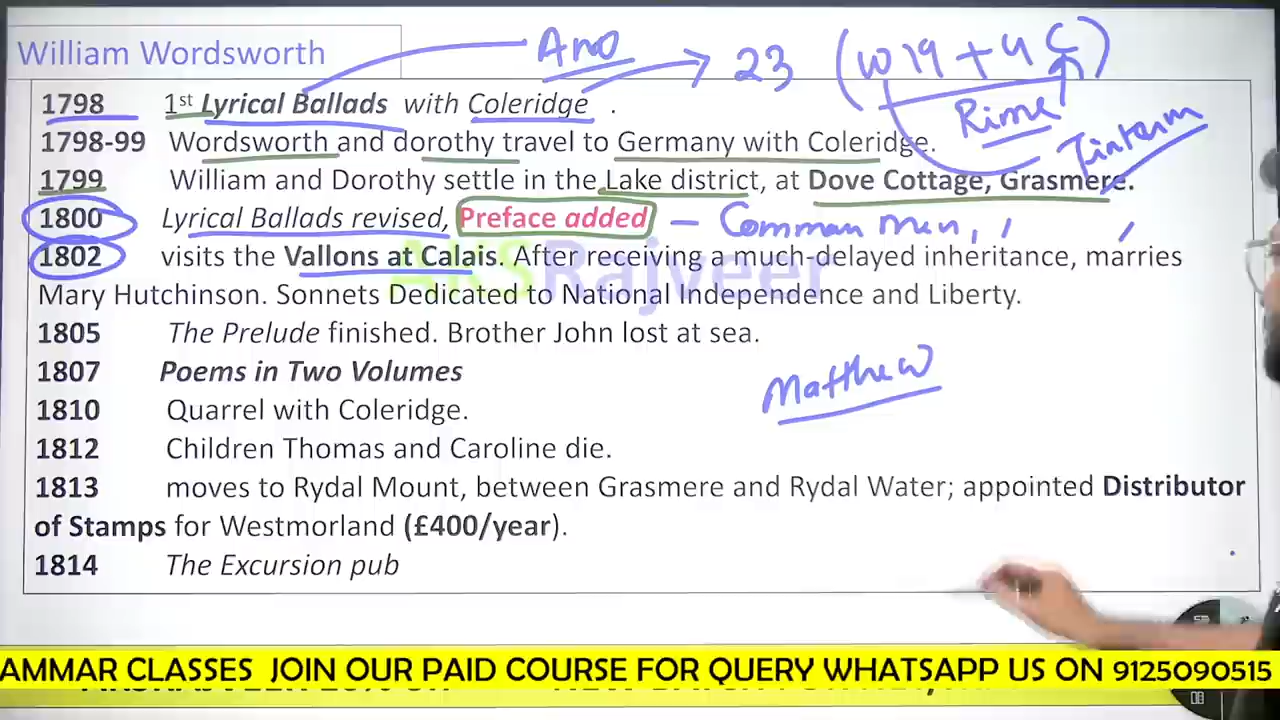 William Wordsworth
Ano → 23 (W 19 + 4 C)
Rime
Tintern
1798 1st Lyrical Ballads with Coleridge .
1798-99 Wordsworth and dorothy travel to Germany with Coleridge.
1799 William and Dorothy settle in the Lake district, at Dove Cottage, Grasmere.
1800 Lyrical Ballads revised, Preface added — Common men,
1802 visits the Vallons at Calais. After receiving a much-delayed inheritance, marries
Mary Hutchinson. Sonnets Dedicated to National Independence and Liberty.
AKSRajveer
1805 The Prelude finished. Brother John lost at sea.
1807 Poems in Two Volumes
Matthew
1810 Quarrel with Coleridge.
1812 Children Thomas and Caroline die.
1813 moves to Rydal Mount, between Grasmere and Rydal Water; appointed Distributor
of Stamps for Westmorland (£400/year).
1814 The Excursion pub
AMMAR CLASSES JOIN OUR PAID COURSE FOR QUERY WHATSAPP US ON 9125090515